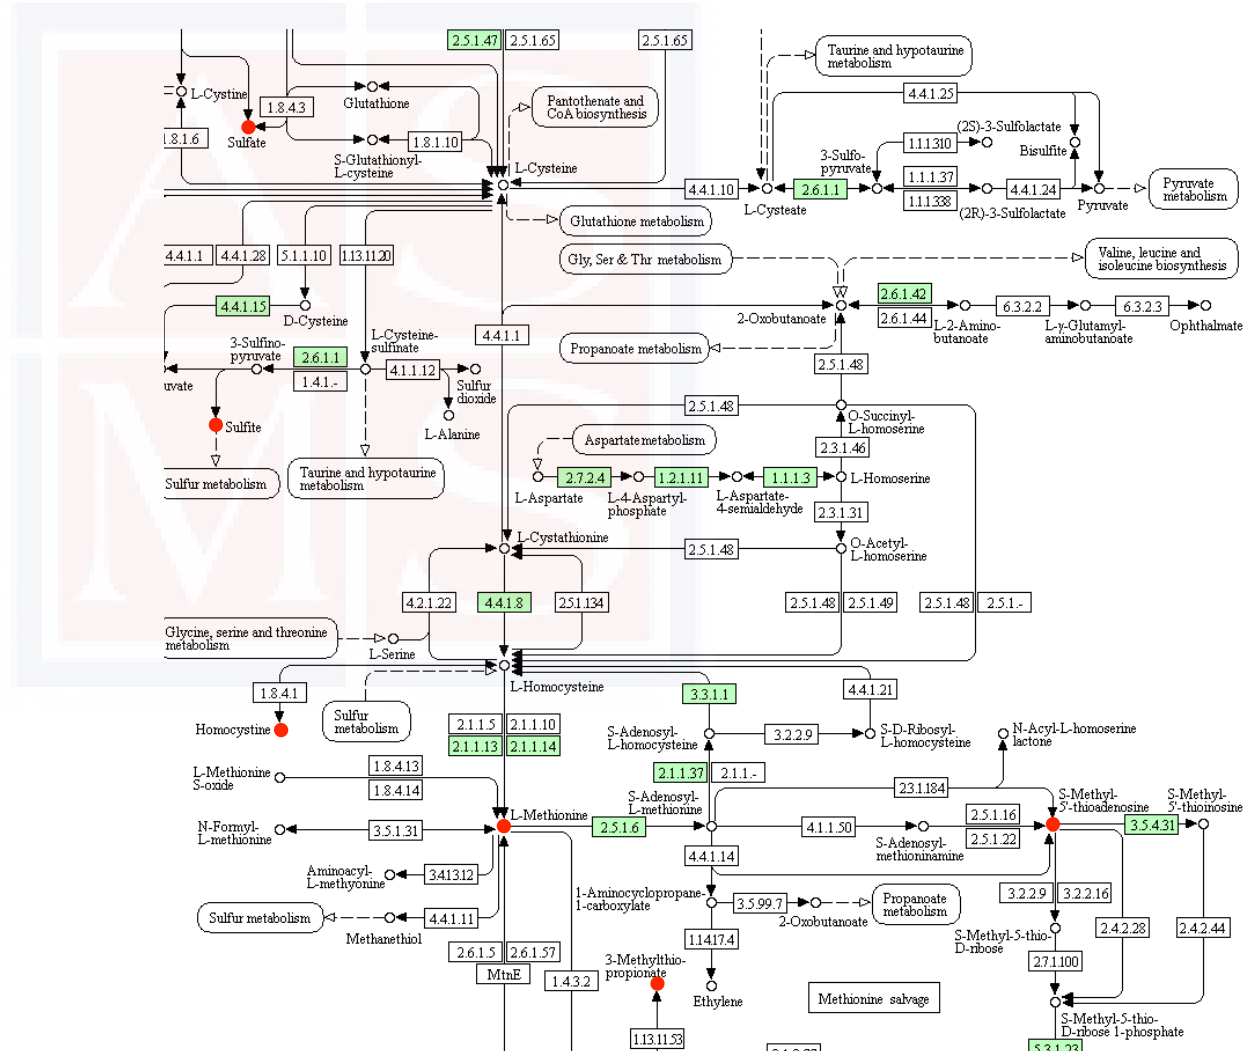 2.5.1.47
2.5.1.65
2.5.1.65
Taurine and hypotaurine
metabolism
L-Cystine
1.8.4.3
Glutathione
Pantothenate and
CoA biosynthesis
4.4.1.25
1.8.1.6
Sulfate
1.8.1.10
S-Glutathionyl-
L-cysteine
L-Cysteine
(2S)-3-Sulfolactate
1.1.1.310
Bisulfite
3-Sulfo-
pyruvate
4.4.1.10
2.6.1.1
1.1.1.37
1.1.1.338
4.4.1.24
Pyruvate
metabolism
L-Cysteate
(2R)-3-Sulfolactate
Pyruvate
Glutathione metabolism
4.4.1.1
4.4.1.28
5.1.1.10
1.13.11.20
Gly, Ser & Thr metabolism
Valine, leucine and
isoleucine biosynthesis
4.4.1.15
D-Cysteine
2-Oxobutanoate
2.6.1.42
2.6.1.44
L-2-Amino-
butanoate
6.3.2.2
L-γ-Glutamyl-
aminobutanoate
6.3.2.3
Ophthalmate
4.4.1.1
3-Sulfino-
pyruvate
2.6.1.1
1.4.1.-
L-Cysteine-
sulfinate
4.1.1.12
Sulfur
dioxide
Propanoate metabolism
2.5.1.48
uvate
Sulfite
L-Alanine
2.5.1.48
O-Succinyl-
L-homoserine
Aspartate metabolism
2.3.1.46
Sulfur metabolism
Taurine and hypotaurine
metabolism
L-Aspartate
2.7.2.4
L-4-Aspartyl-
phosphate
1.2.1.11
L-Aspartate-
4-semialdehyde
1.1.1.3
L-Homoserine
2.3.1.31
L-Cystathionine
2.5.1.48
O-Acetyl-
L-homoserine
4.2.1.22
4.4.1.8
2.5.1.134
2.5.1.48
2.5.1.49
2.5.1.48
2.5.1.-
Glycine, serine and threonine
metabolism
L-Serine
L-Homocysteine
1.8.4.1
Homocystine
Sulfur
metabolism
3.3.1.1
4.4.1.21
2.1.1.5
2.1.1.10
2.1.1.13
2.1.1.14
S-Adenosyl-
L-homocysteine
3.2.2.9
S-D-Ribosyl-
L-homocysteine
N-Acyl-L-homoserine
lactone
L-Methionine
S-oxide
1.8.4.13
1.8.4.14
2.1.1.37
2.1.1.-
2.3.1.184
L-Methionine
S-Adenosyl-
L-methionine
S-Methyl-
5'-thioadenosine
S-Methyl-
5'-thioinosine
N-Formyl-
L-methionine
3.5.1.31
2.5.1.6
4.1.1.50
S-Adenosyl-
methioninamine
2.5.1.16
2.5.1.22
3.5.4.31
4.4.1.14
Aminoacyl-
L-methyonine
3.4.13.12
1-Aminocyclopropane-
1-carboxylate
3.5.99.7
2-Oxobutanoate
Propanoate
metabolism
3.2.2.9
3.2.2.16
Sulfur metabolism
4.4.1.11
Methanethiol
S-Methyl-5-thio-
D-ribose
2.4.2.28
2.4.2.44
2.6.1.5
2.6.1.57
MtnE
1.4.3.2
3-Methylthio-
propionate
1.14.17.4
2.7.1.100
Ethylene
Methionine salvage
S-Methyl-5-thio-
D-ribose 1-phosphate
1.13.11.53
5.3.1.23